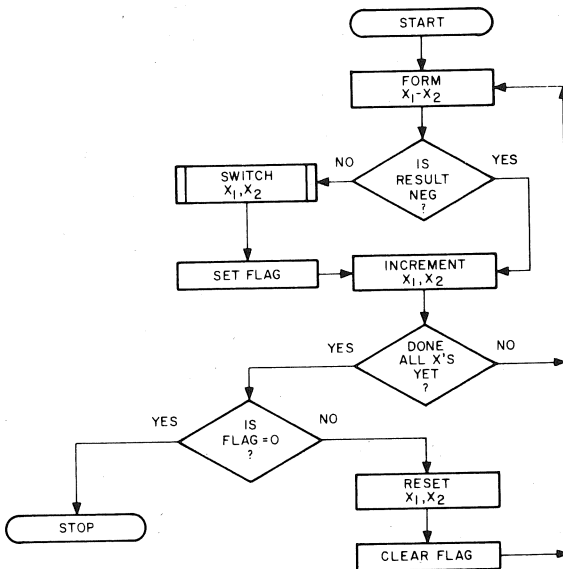 START
FORM
X₁-X₂
IS
RESULT
NEG
?
NO
YES
SWITCH
X₁,X₂
SET FLAG
INCREMENT
X₁,X₂
DONE
ALL X'S
YET
?
YES
NO
IS
FLAG=0
?
YES
NO
RESET
X₁,X₂
STOP
CLEAR FLAG